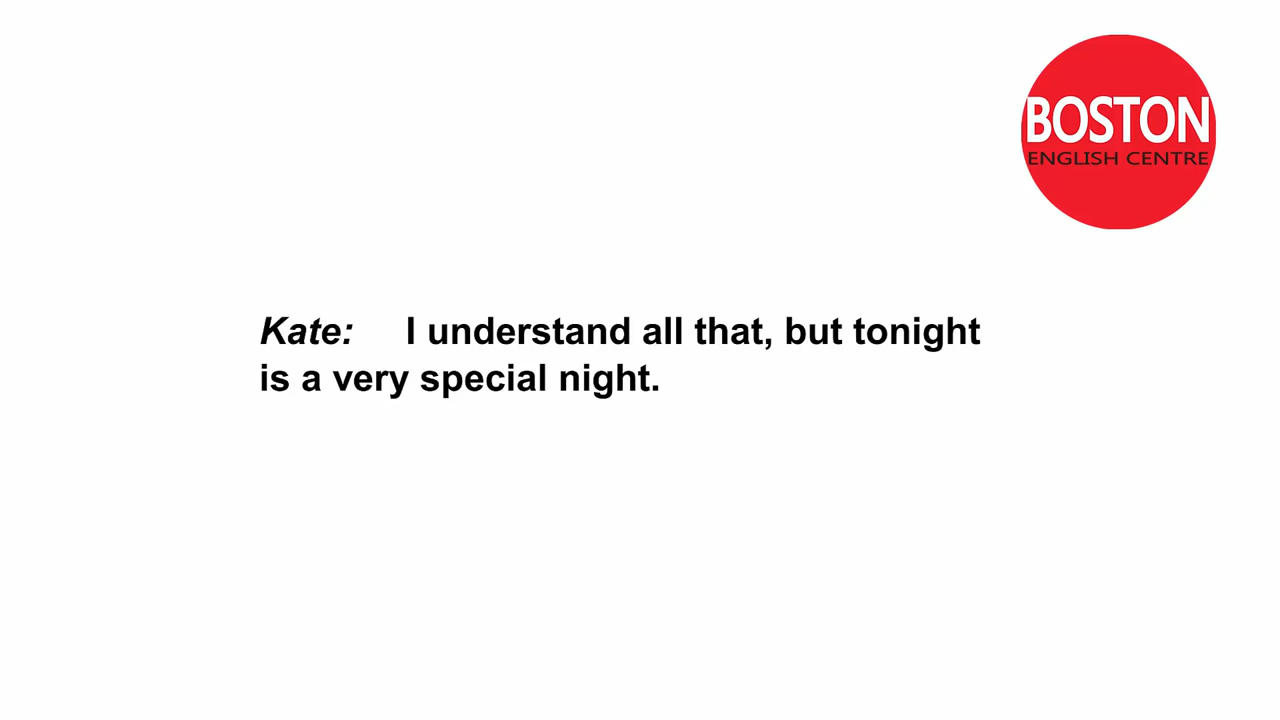 BOSTON
ENGLISH CENTRE
Kate: I understand all that, but tonight
is a very special night.